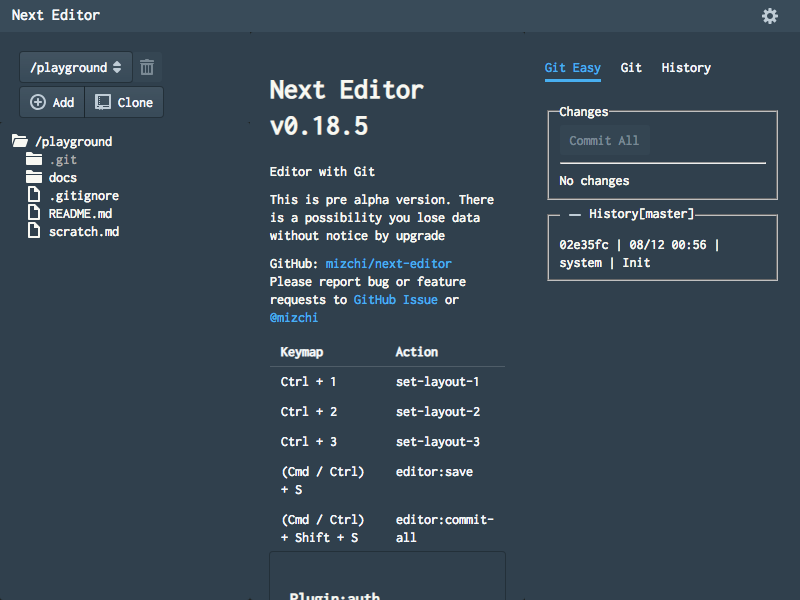 Next Editor
/playground
Add
Clone
/playground
.git
docs
.gitignore
README.md
scratch.md
Next Editor
v0.18.5
Editor with Git
This is pre alpha version. There
is a possibility you lose data
without notice by upgrade
GitHub: mizchi/next-editor
Please report bug or feature
requests to GitHub Issue or
@mizchi
Keymap Action
Ctrl + 1 set-layout-1
Ctrl + 2 set-layout-2
Ctrl + 3 set-layout-3
(Cmd / Ctrl) editor:save
+ S
(Cmd / Ctrl) editor:commit-
+ Shift + S all
Plugin:auth
Git Easy Git History
Changes
Commit All
No changes
— History[master]
02e35fc | 08/12 00:56 |
system | Init